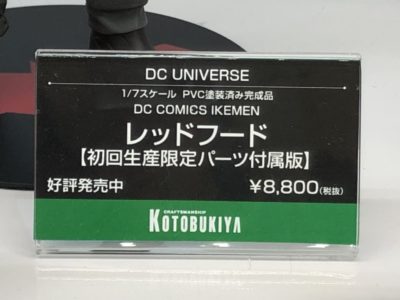 DC UNIVERSE
1/7スケール PVC塗装済み完成品
DC COMICS IKEMEN
レッドフード
【初回生産限定パーツ付属版】
好評発売中 ¥8,800(税抜)
CRAFTSMANSHIP
KOTOBUKIYA